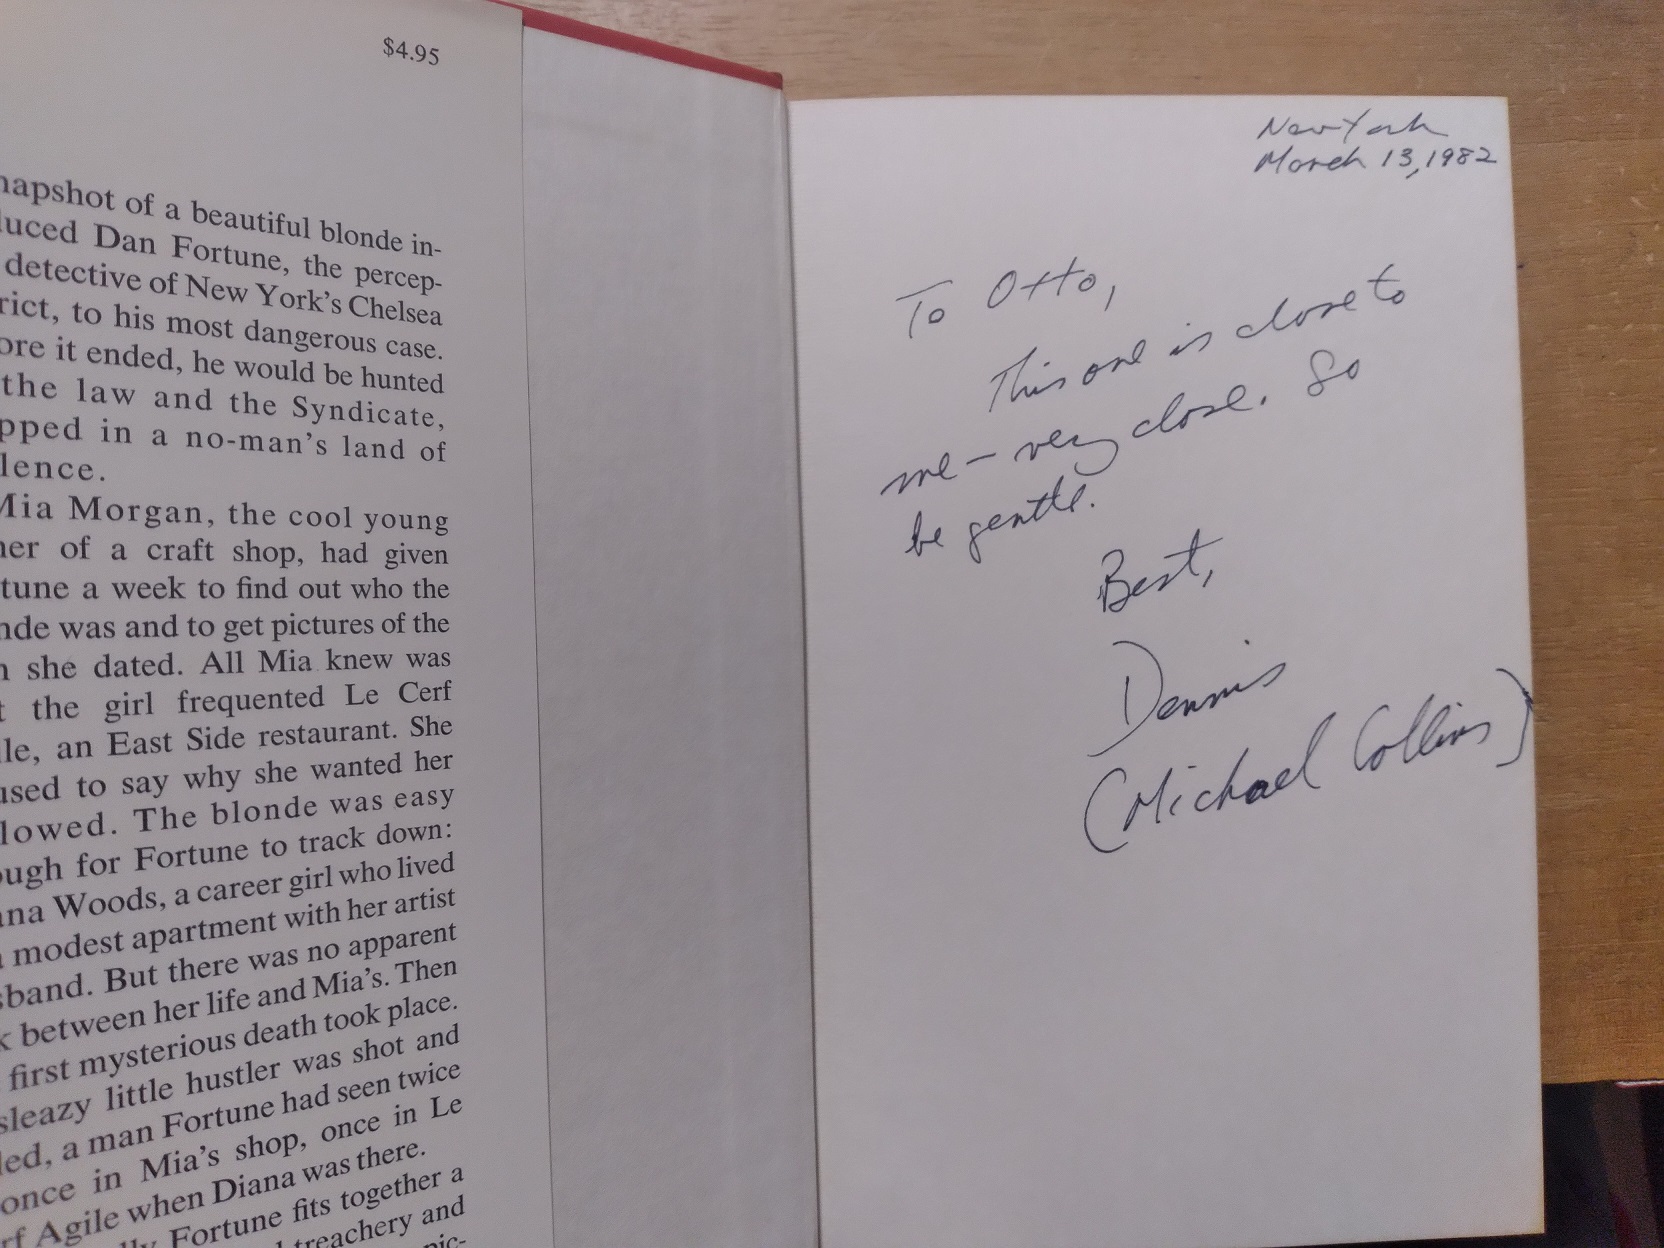 $4.95
napshot of a beautiful blonde in-
duced Dan Fortune, the percep-
detective of New York's Chelsea
rict, to his most dangerous case.
ore it ended, he would be hunted
the law and the Syndicate,
pped in a no-man's land of
lence.
Mia Morgan, the cool young
ner of a craft shop, had given
tune a week to find out who the
nde was and to get pictures of the
n she dated. All Mia knew was
t the girl frequented Le Cerf
ile, an East Side restaurant. She
used to say why she wanted her
lowed. The blonde was easy
ough for Fortune to track down:
ana Woods, a career girl who lived
a modest apartment with her artist
sband. But there was no apparent
k between her life and Mia's. Then
first mysterious death took place.
sleazy little hustler was shot and
led, a man Fortune had seen twice
once in Mia's shop, once in Le
rf Agile when Diana was there.
lly Fortune fits together a
treachery and
pic-
New York
March 13, 1982
To Otto,
This one is close to
me – very close. So
be gentle.
Best,
Dennis
(Michael Collins)